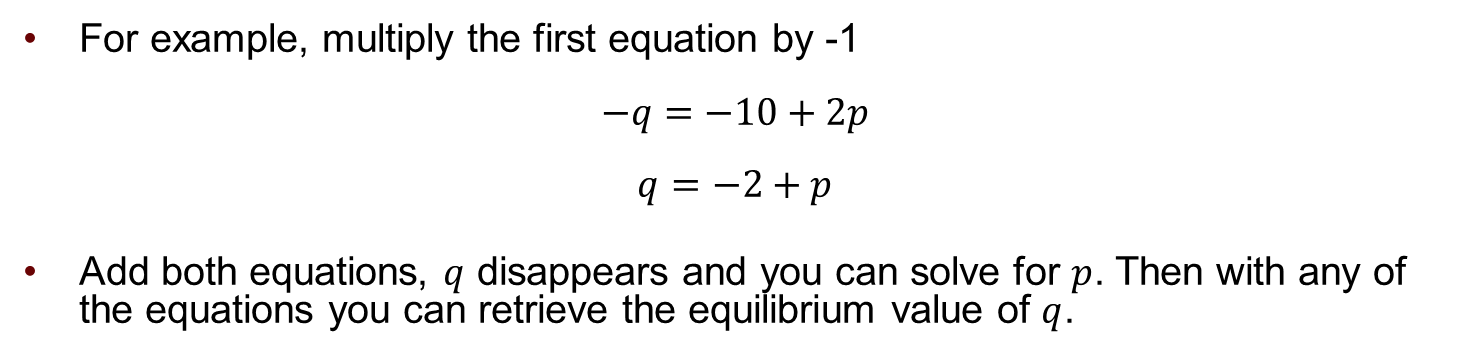 • For example, multiply the first equation by -1
−q = −10 + 2p
q = −2 + p
• Add both equations, q disappears and you can solve for p. Then with any of
the equations you can retrieve the equilibrium value of q.